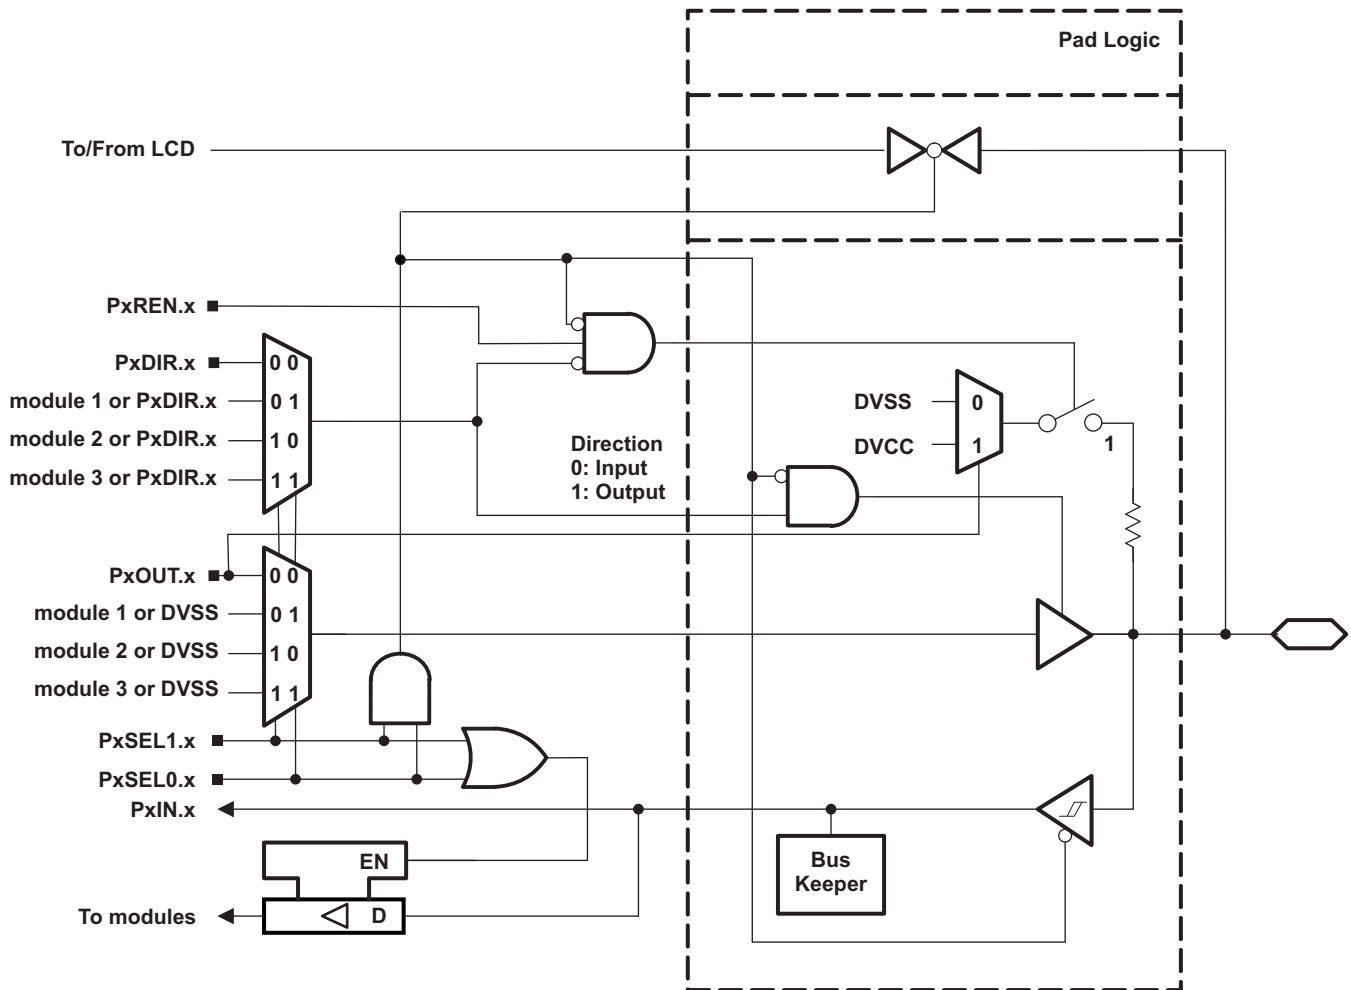 Pad Logic
To/From LCD
PxREN.x
PxDIR.x
0 0
module 1 or PxDIR.x
0 1
module 2 or PxDIR.x
1 0
module 3 or PxDIR.x
1 1
Direction
0: Input
1: Output
DVSS
0
DVCC
1
1
PxOUT.x
0 0
module 1 or DVSS
0 1
module 2 or DVSS
1 0
module 3 or DVSS
1 1
PxSEL1.x
PxSEL0.x
PxIN.x
Bus
Keeper
EN
To modules
D